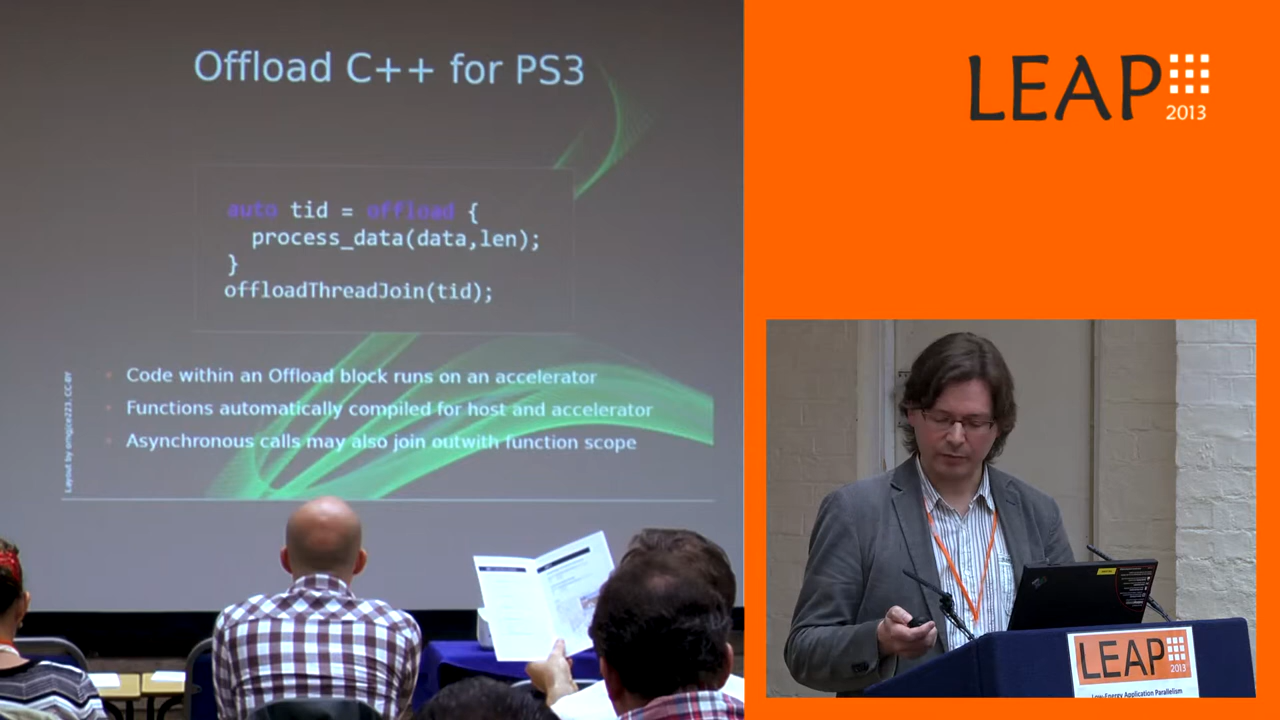 Offload C++ for PS3
auto tid = offload {
process_data(data,len);
}
offloadThreadJoin(tid);
Code within an Offload block runs on an accelerator
Functions automatically compiled for host and accelerator
Asynchronous calls may also join outwith function scope
LEAP
2013
LEAP
2013
Low-Energy Application Parallelism